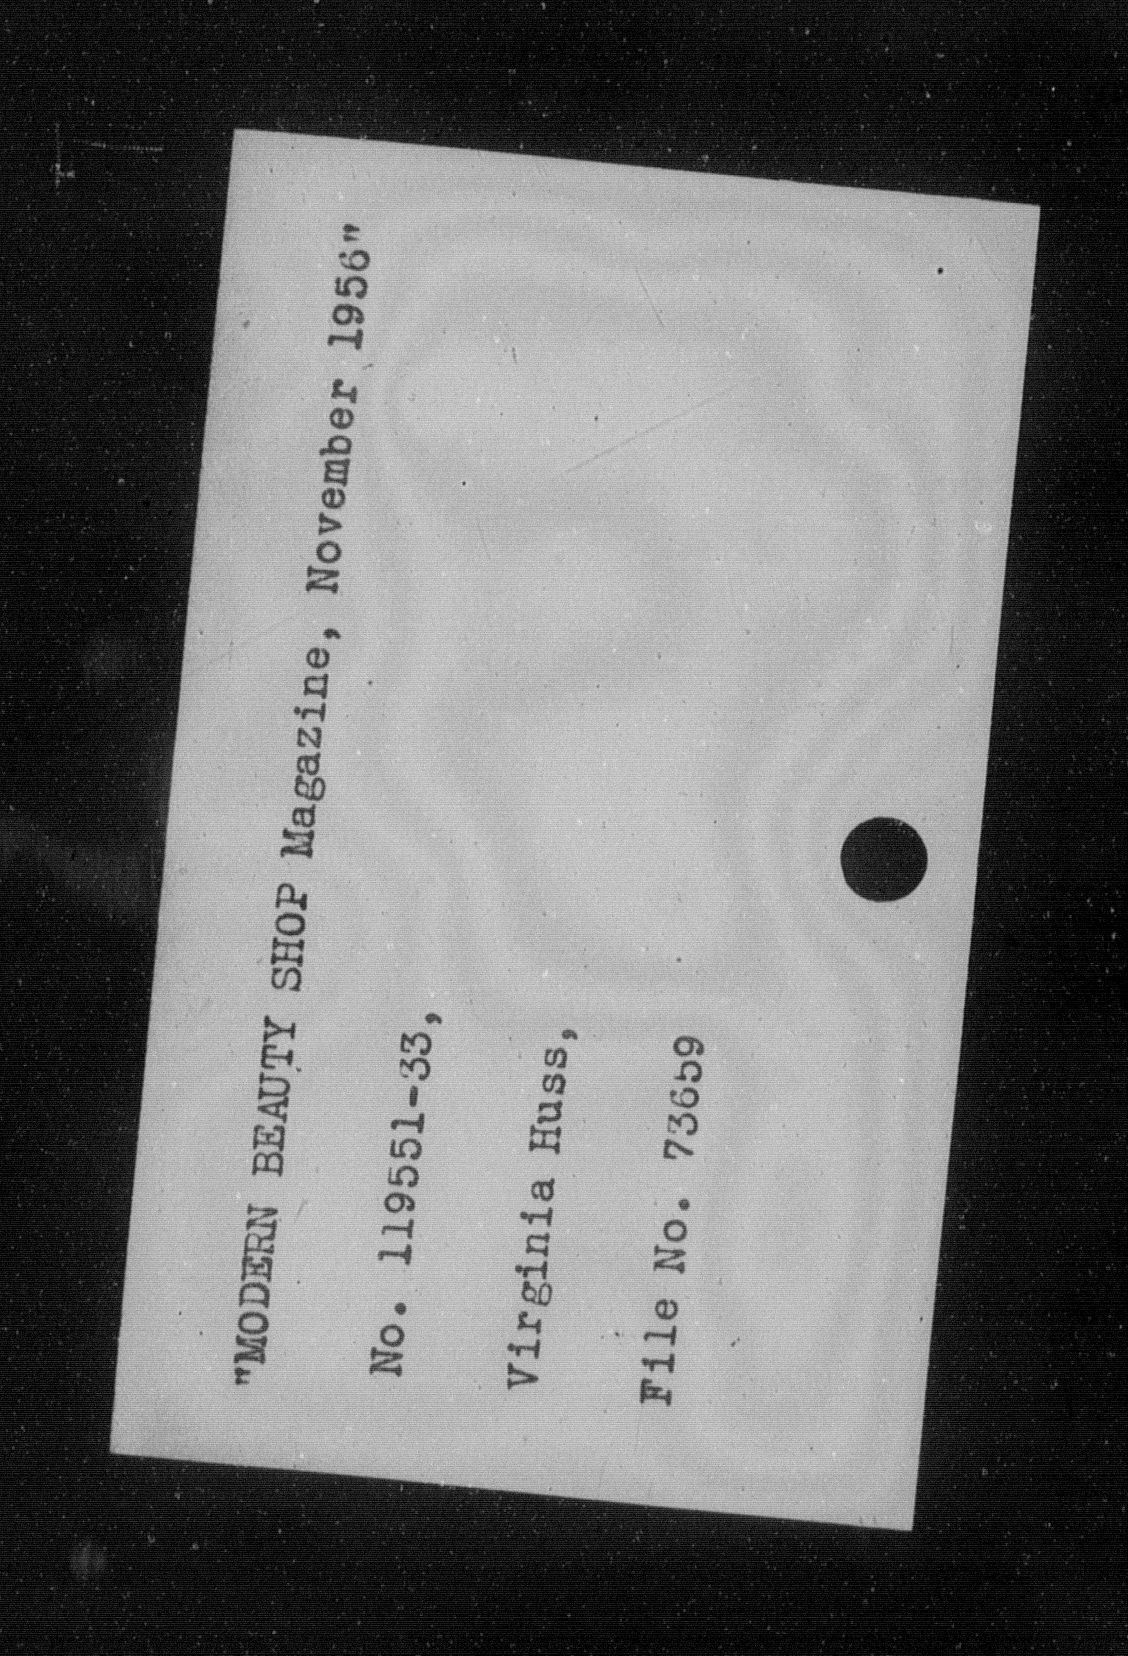 "MODERN BEAUTY SHOP Magazine, November 1956"
No. 119551-33,
Virginia Huss,
File No. 73659